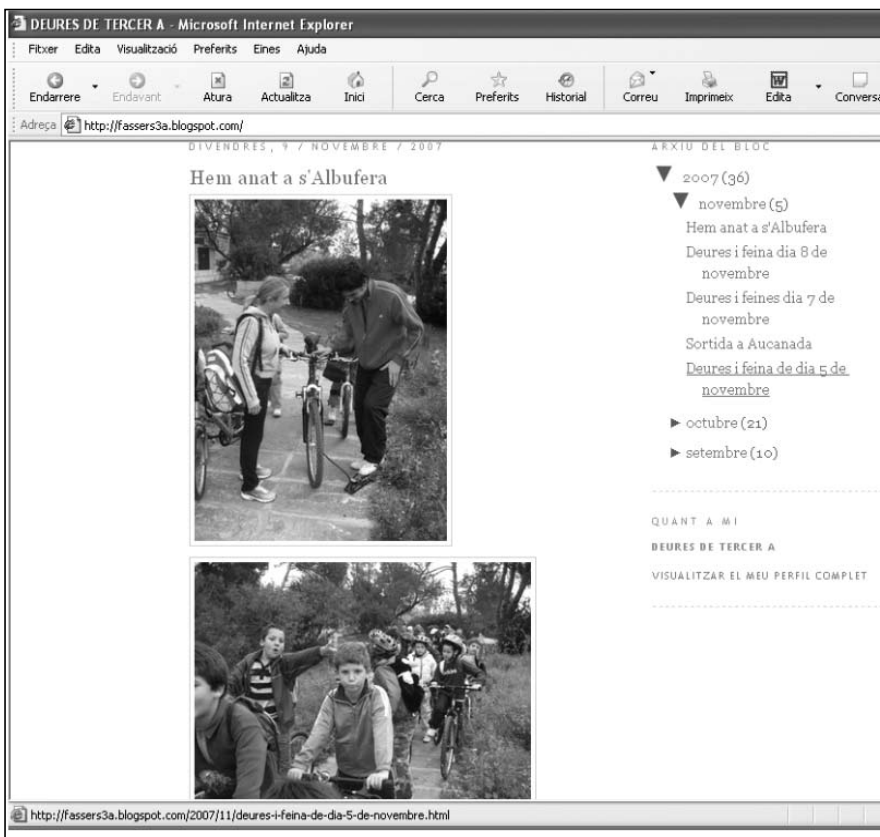 DEURES DE TERCER A - Microsoft Internet Explorer
Fitxer Edita Visualització Preferits Eines Ajuda
Endarrere Endavant Atura Actualitza Inici Cerca Preferits Historial Correu Imprimeix Edita Conversa
Adreça http://fassers3a.blogspot.com/
DIVENDRES, 9 / NOVEMBRE / 2007
Hem anat a s'Albufera
ARXIU DEL BLOC
▼ 2007 (36)
▼ novembre (5)
Hem anat a s'Albufera
Deures i feina dia 8 de
novembre
Deures i feines dia 7 de
novembre
Sortida a Aucanada
Deures i feina de dia 5 de
novembre
► octubre (21)
► setembre (10)
QUANT A MI
DEURES DE TERCER A
VISUALITZAR EL MEU PERFIL COMPLET
http://fassers3a.blogspot.com/2007/11/deures-i-feina-de-dia-5-de-novembre.html